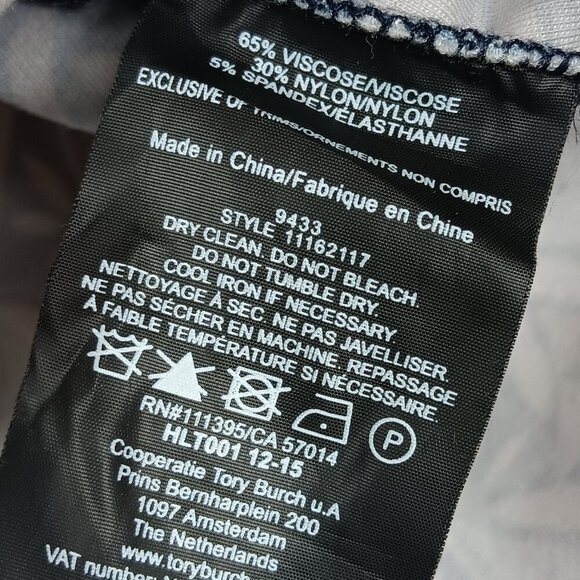 65% VISCOSE/VISCOSE
30% NYLON/NYLON
5% SPANDEX/ÉLASTHANNE
EXCLUSIVE OF TRIMS/ORNEMENTS NON COMPRIS
Made in China/Fabrique en Chine
9433
STYLE 11162117
DRY CLEAN. DO NOT BLEACH.
DO NOT TUMBLE DRY.
COOL IRON IF NECESSARY.
NETTOYAGE À SEC. NE PAS JAVELLISER.
NE PAS SÉCHER EN MACHINE. REPASSAGE
À FAIBLE TEMPÉRATURE SI NÉCESSAIRE.
P
RN#111395/CA 57014
HLT001 12-15
Cooperatie Tory Burch u.A
Prins Bernharplein 200
1097 Amsterdam
The Netherlands
www.toryburch
VAT number: